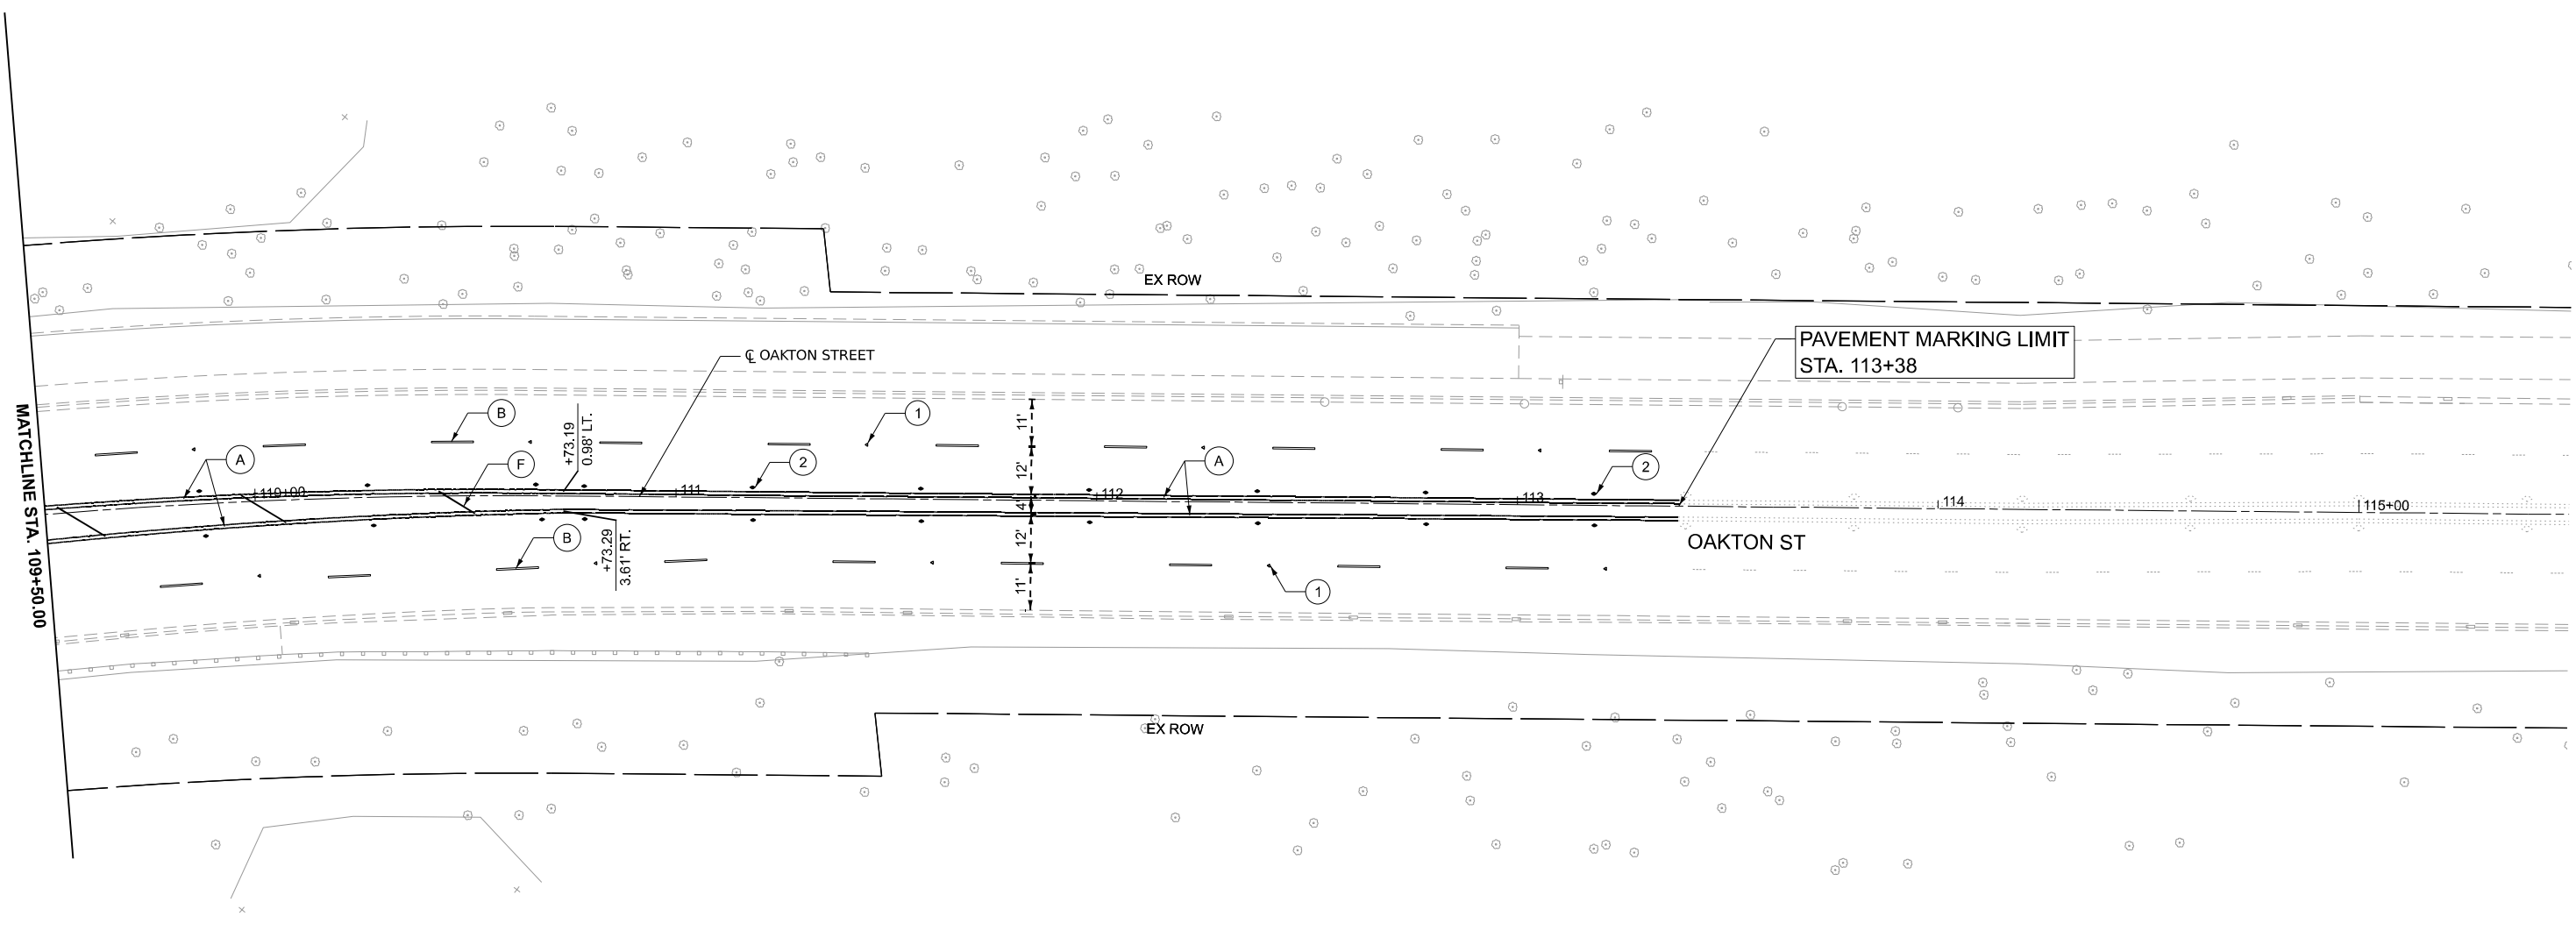 MATCHLINE STA. 109+50.00
EX ROW
PAVEMENT MARKING LIMIT
STA. 113+38
℄ OAKTON STREET
B
1
11'
+73.19
0.98' LT.
A
F
2
12'
A
2
110+00
111
112
113
114
115+00
4'
OAKTON ST
B
+73.29
3.61' RT.
12'
11'
1
EX ROW